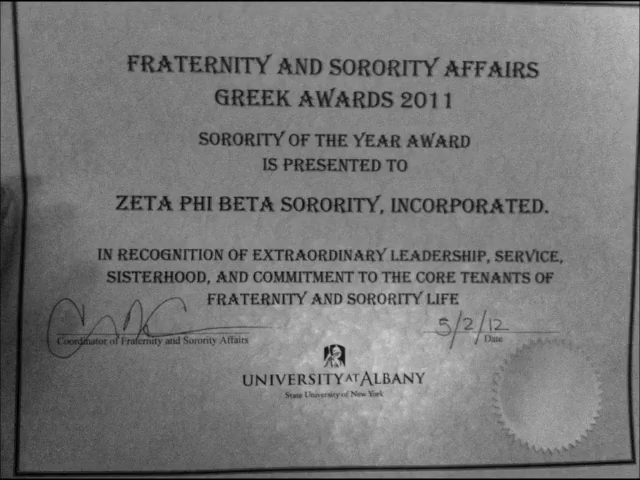 FRATERNITY AND SORORITY AFFAIRS
GREEK AWARDS 2011
SORORITY OF THE YEAR AWARD
IS PRESENTED TO
ZETA PHI BETA SORORITY, INCORPORATED.
IN RECOGNITION OF EXTRAORDINARY LEADERSHIP, SERVICE,
SISTERHOOD, AND COMMITMENT TO THE CORE TENANTS OF
FRATERNITY AND SORORITY LIFE
5/2/12
Coordinator of Fraternity and Sorority Affairs
Date
UNIVERSITY AT ALBANY
State University of New York